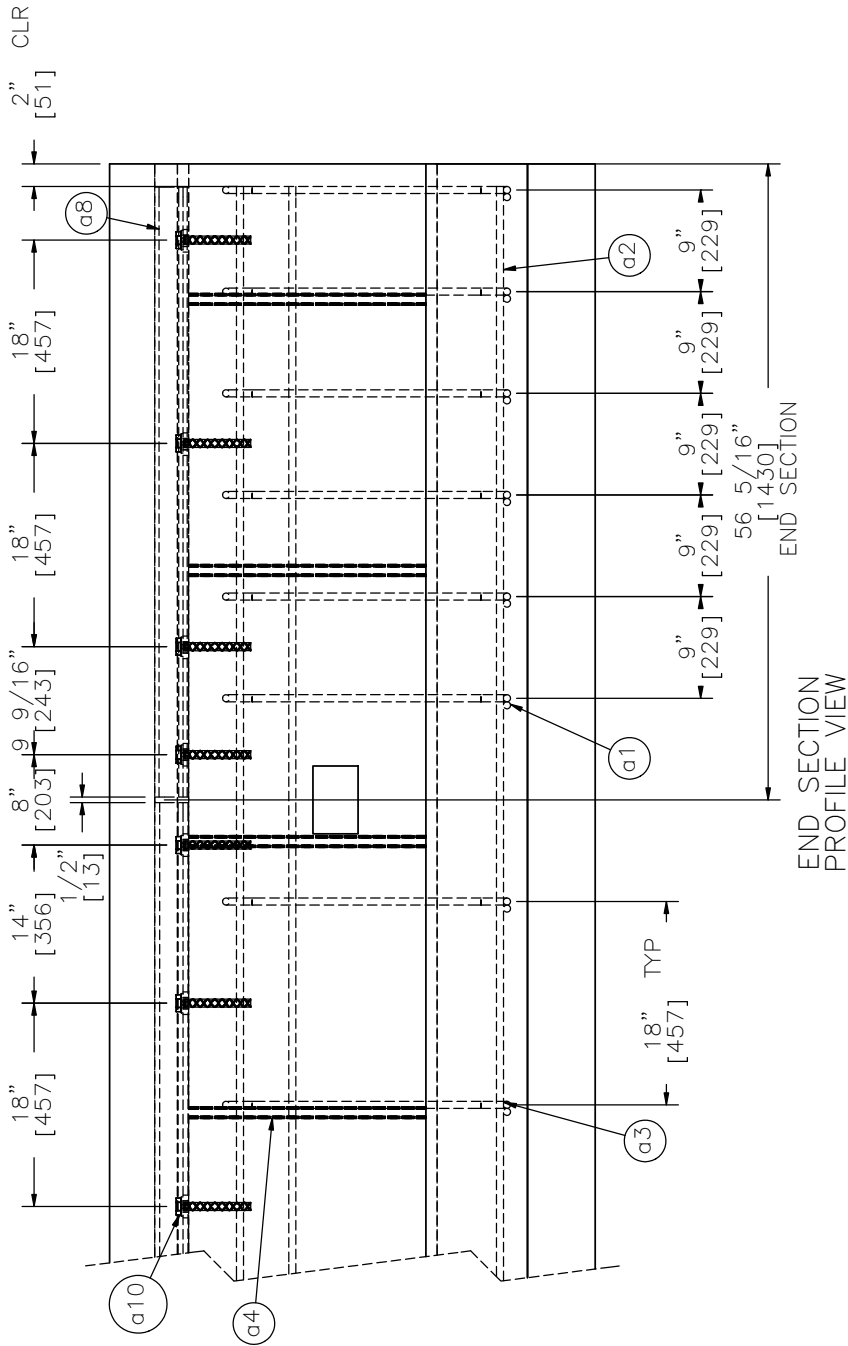 18"
[457]
14"
[356]
8"
[203]
9 9/16"
[243]
18"
[457]
18"
[457]
2" CLR
[51]
1/2"
[13]
a10
a8
a4
a2
a3
a1
18" TYP
[457]
9"
[229]
9"
[229]
9"
[229]
9"
[229]
9"
[229]
56 5/16"
[1430]
END SECTION
END SECTION
PROFILE VIEW